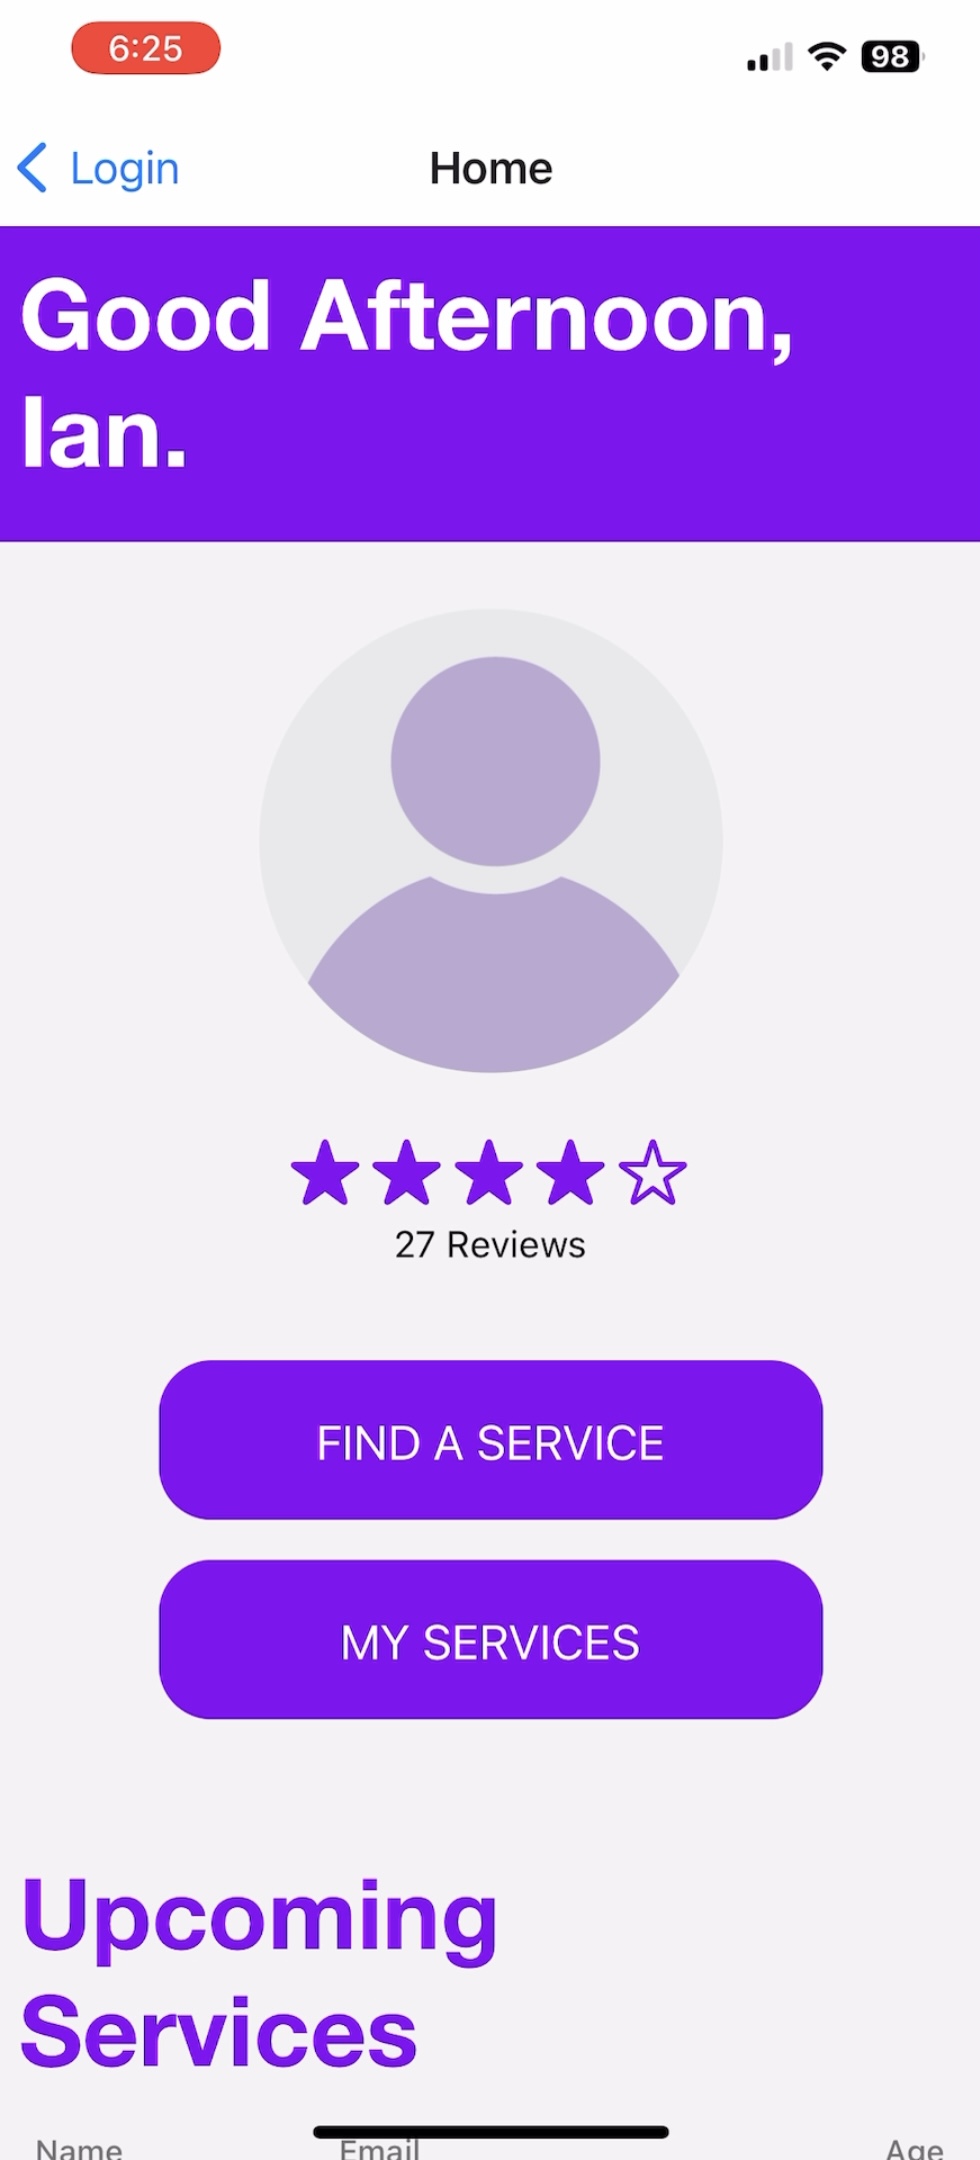 6:25
98
Login
Home
Good Afternoon,
Ian.
27 Reviews
FIND A SERVICE
MY SERVICES
Upcoming
Services
Name Email Age